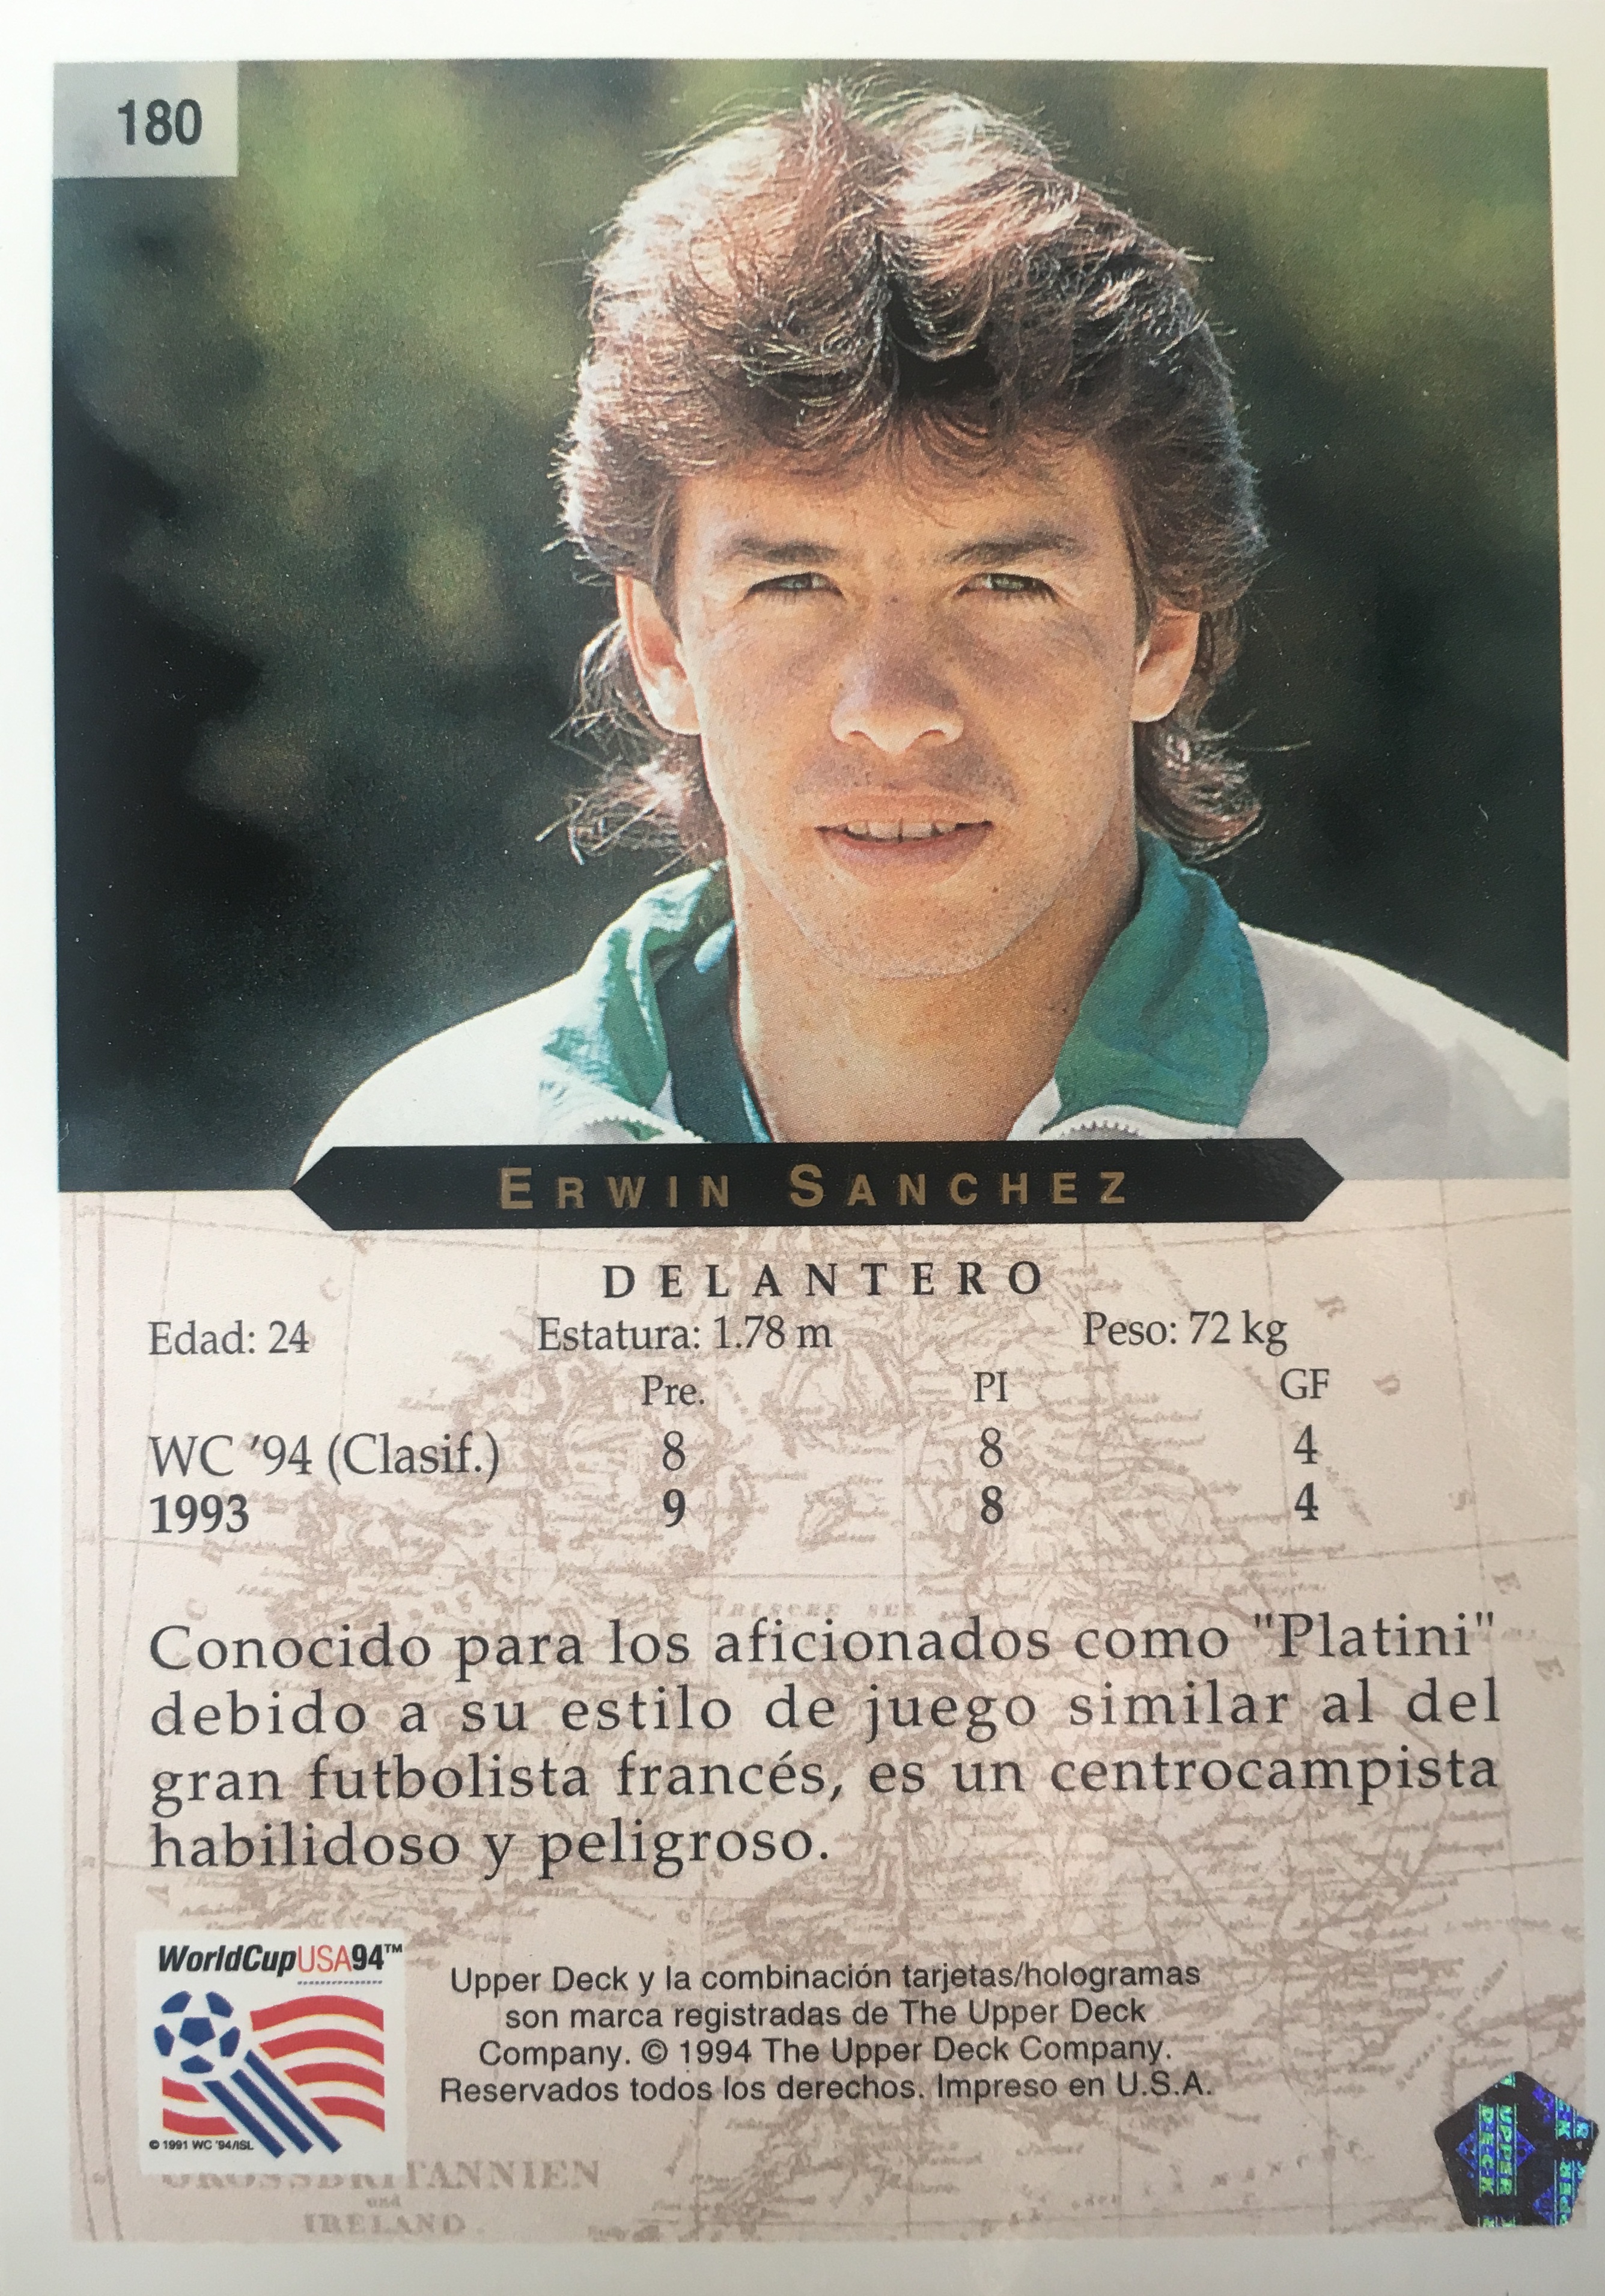 180
ERWIN SANCHEZ
DELANTERO
Edad: 24 Estatura: 1.78 m Peso: 72 kg
Pre. PI GF
WC '94 (Clasif.) 8 8 4
1993 9 8 4
Conocido para los aficionados como "Platini"
debido a su estilo de juego similar al del
gran futbolista francés, es un centrocampista
habilidoso y peligroso.
WorldCupUSA94™
© 1991 WC '94/ISL
Upper Deck y la combinación tarjetas/hologramas
son marca registradas de The Upper Deck
Company. © 1994 The Upper Deck Company.
Reservados todos los derechos. Impreso en U.S.A.
UPPER
DECK
GROSSBRITANNIEN
und
IRELAND.